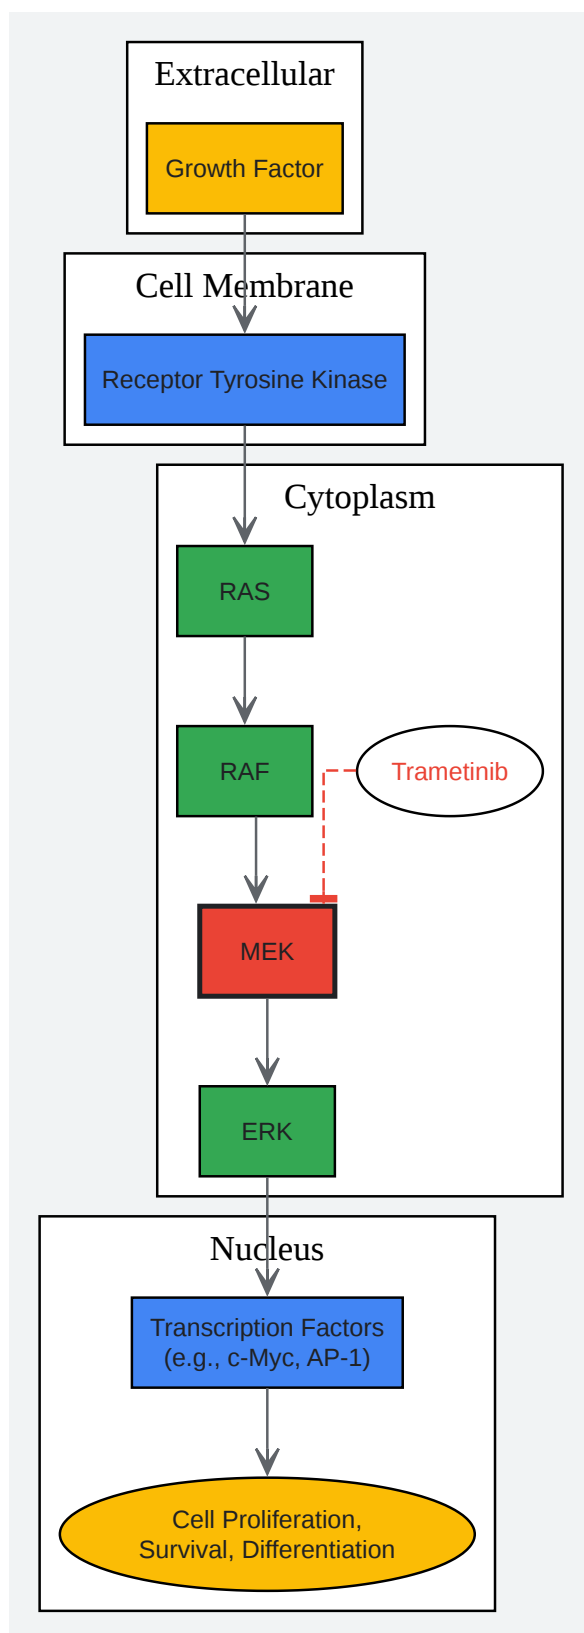 Extracellular
Growth Factor
Cell Membrane
Receptor Tyrosine Kinase
Cytoplasm
RAS
RAF
Trametinib
MEK
ERK
Nucleus
Transcription Factors
(e.g., c-Myc, AP-1)
Cell Proliferation,
Survival, Differentiation